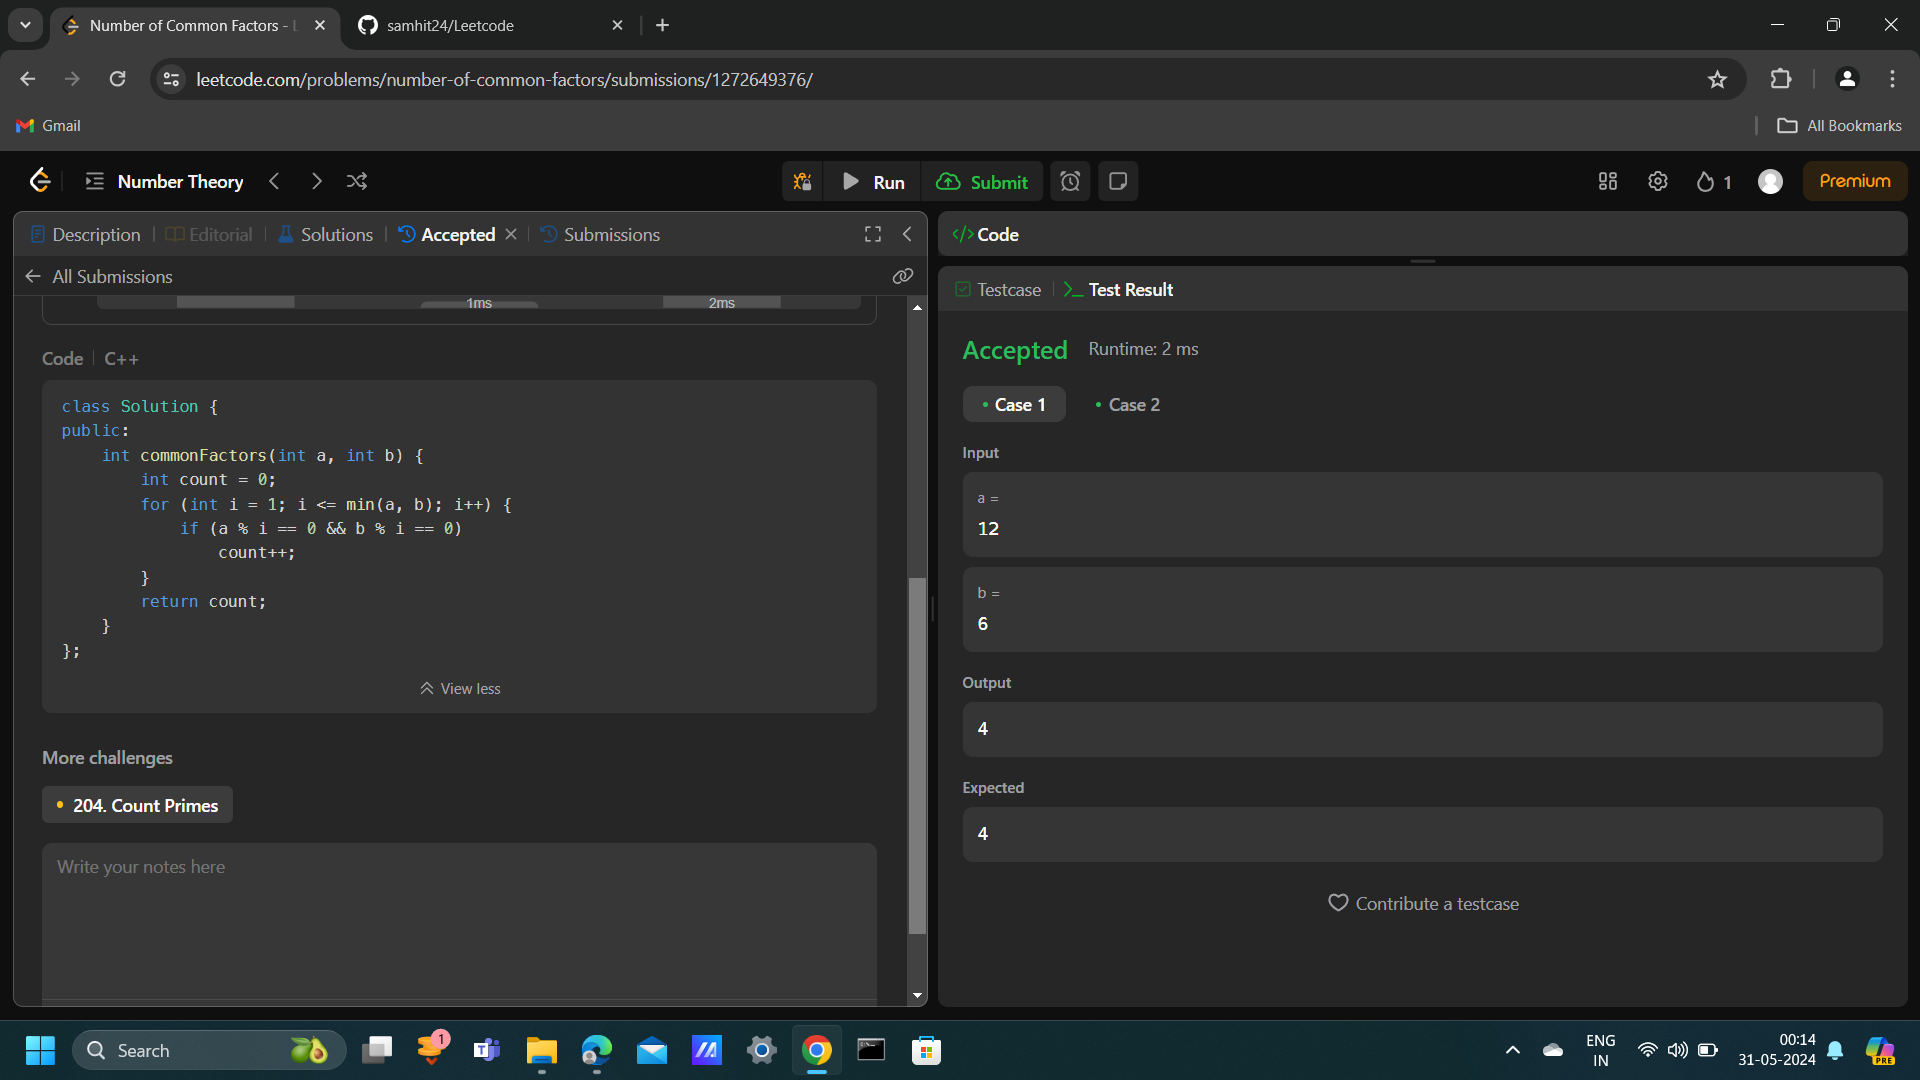 Number of Common Factors - L
samhit24/Leetcode
leetcode.com/problems/number-of-common-factors/submissions/1272649376/
Gmail
All Bookmarks
Number Theory
Run
Submit
1
Premium
Description
Editorial
Solutions
Accepted
Submissions
All Submissions
1ms
2ms
Code
C++
class Solution {
public:
    int commonFactors(int a, int b) {
        int count = 0;
        for (int i = 1; i <= min(a, b); i++) {
            if (a % i == 0 && b % i == 0)
                count++;
        }
        return count;
    }
};
View less
More challenges
204. Count Primes
Write your notes here
</> Code
Testcase
>_ Test Result
Accepted Runtime: 2 ms
Case 1
Case 2
Input
a =
12
b =
6
Output
4
Expected
4
Contribute a testcase
Search
1
ENG
IN
00:14
31-05-2024
PRE